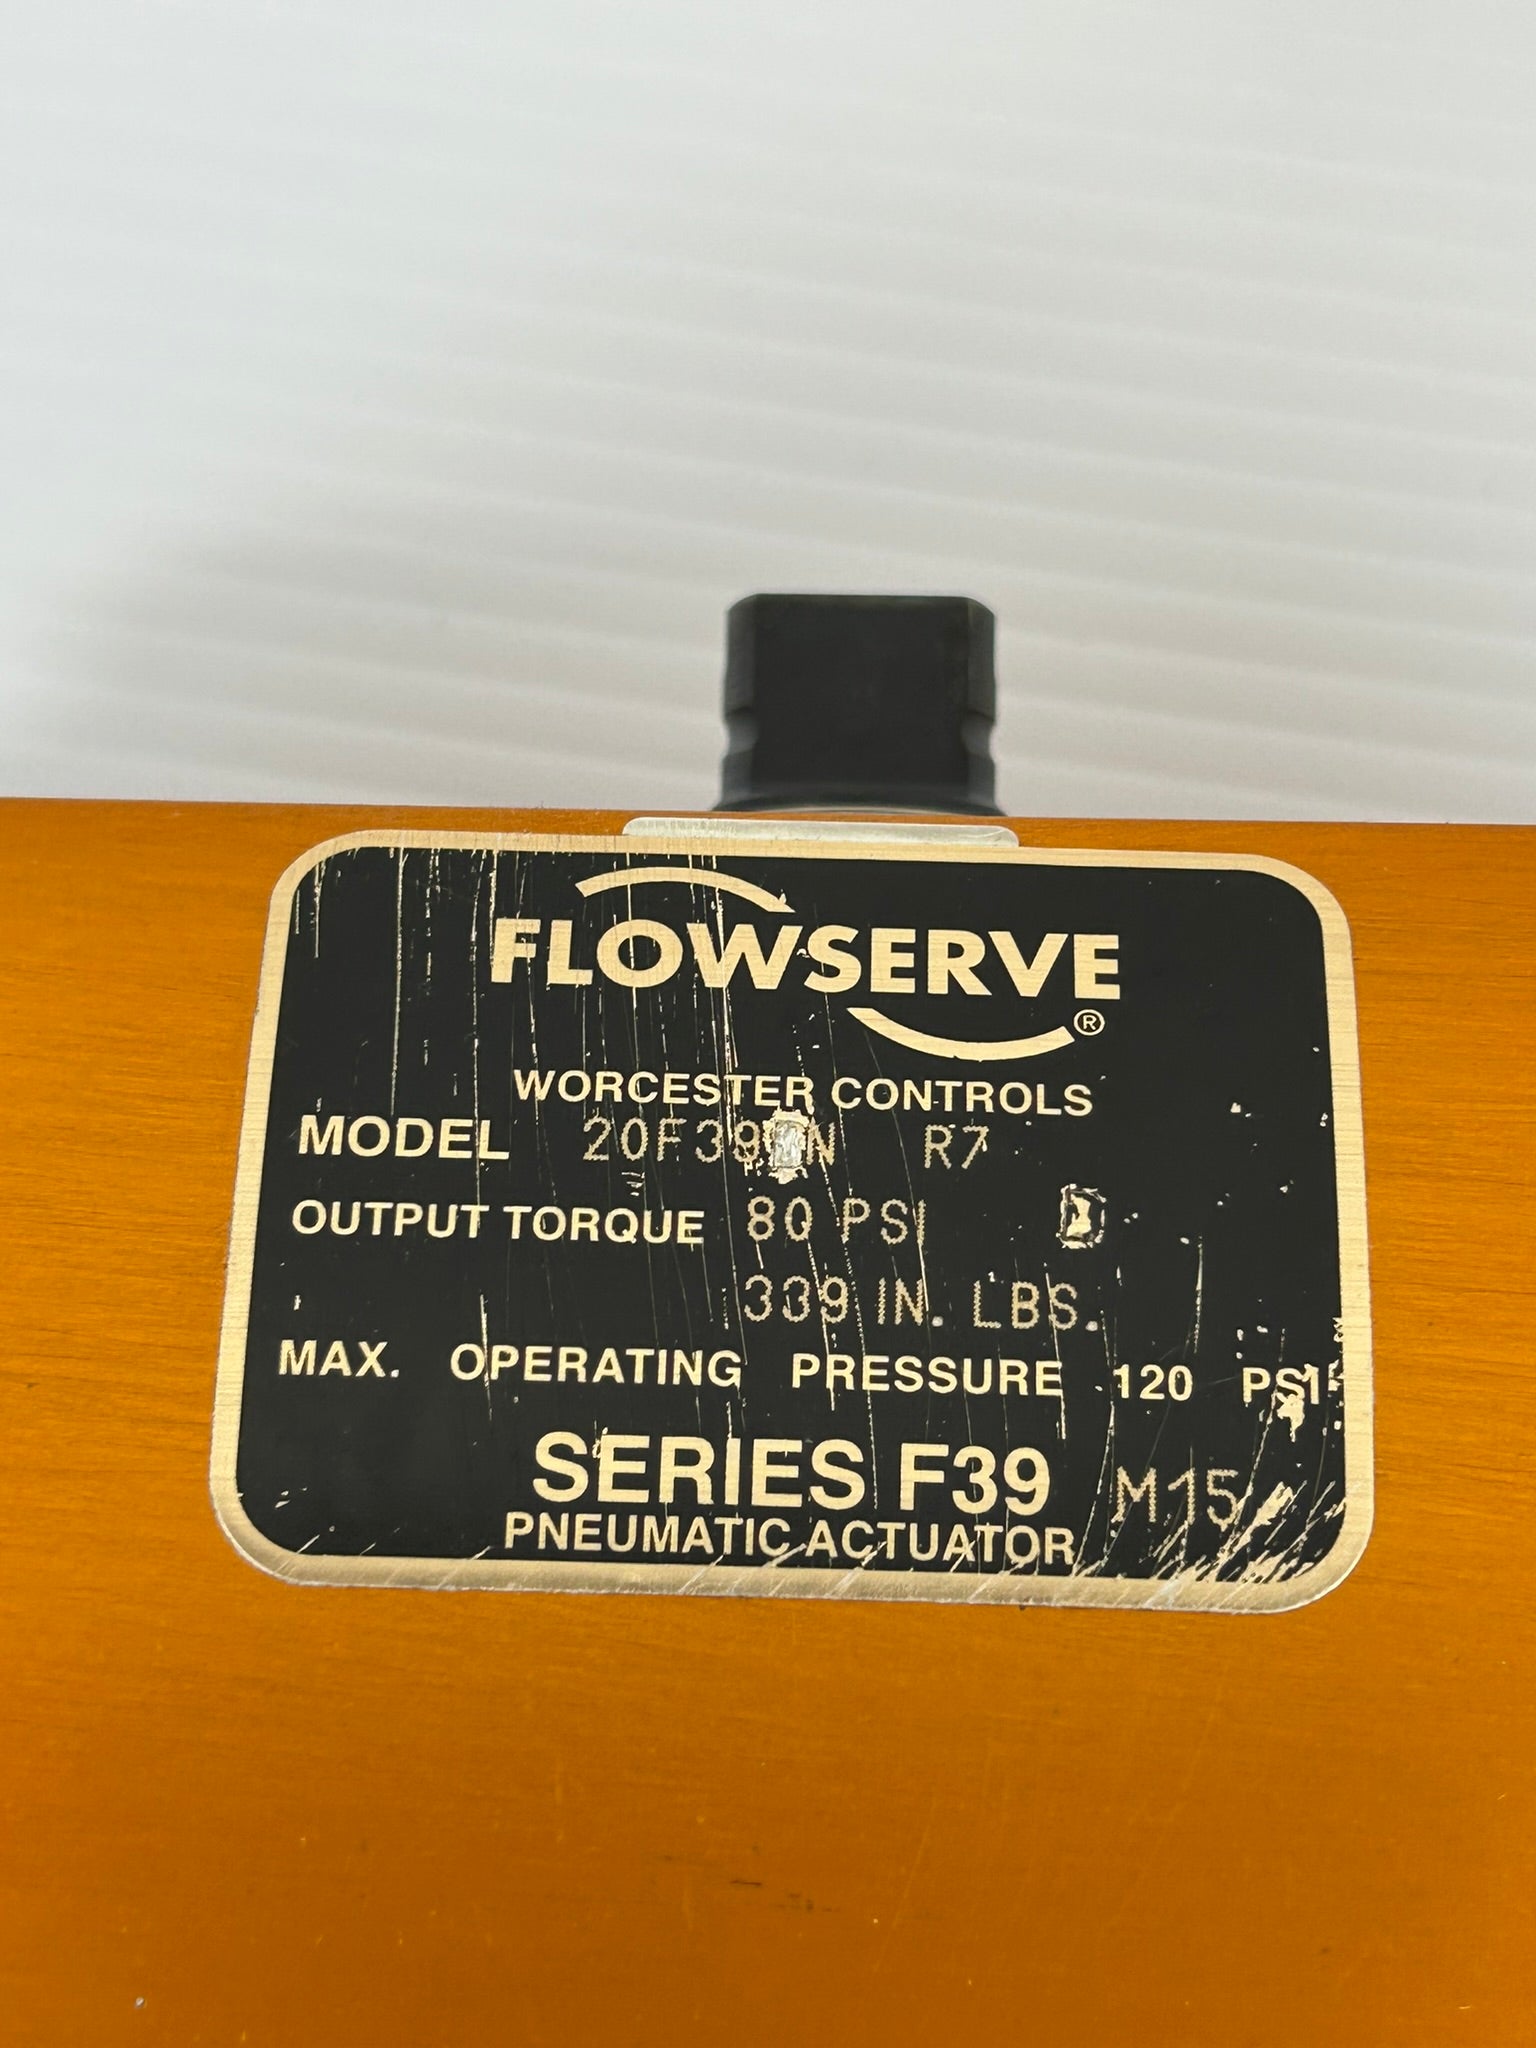 FLOWSERVE®
WORCESTER CONTROLS
MODEL R7
OUTPUT TORQUE 80 PSI
339 IN. LBS.
MAX. OPERATING PRESSURE 120 PSI
SERIES F39 M15
PNEUMATIC ACTUATOR